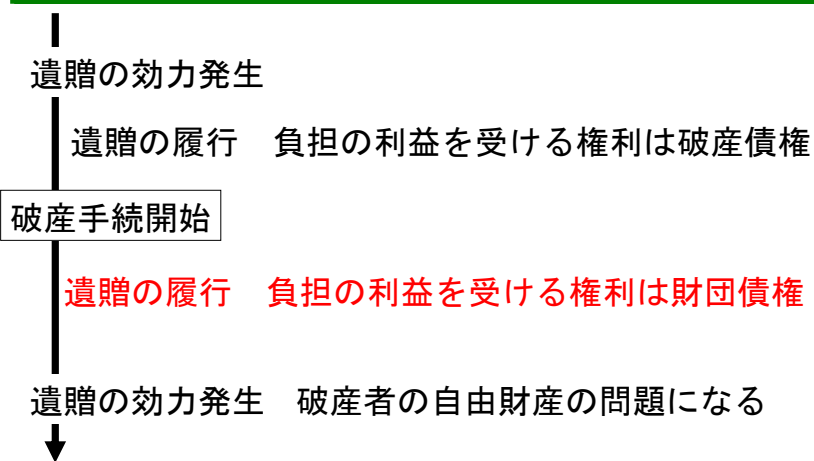 遺贈の効力発生
遺贈の履行　負担の利益を受ける権利は破産債権
破産手続開始
遺贈の履行　負担の利益を受ける権利は財団債権
遺贈の効力発生　破産者の自由財産の問題になる